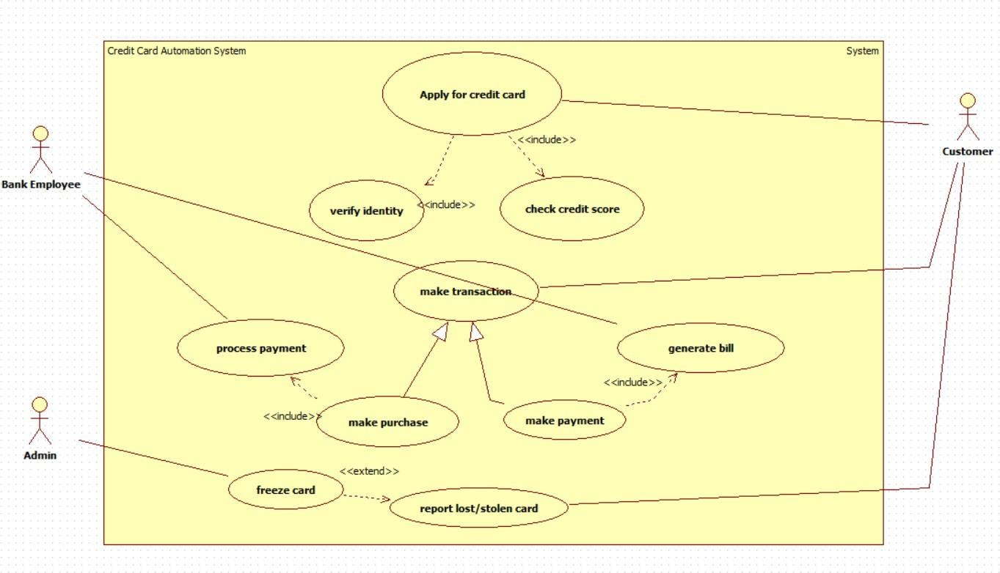 Credit Card Automation System
System
Apply for credit card
<<include>>
Customer
Bank Employee
verify identity
<<include>>
check credit score
make transaction
process payment
generate bill
<<include>>
<<include>>
make purchase
make payment
Admin
<<extend>>
freeze card
report lost/stolen card